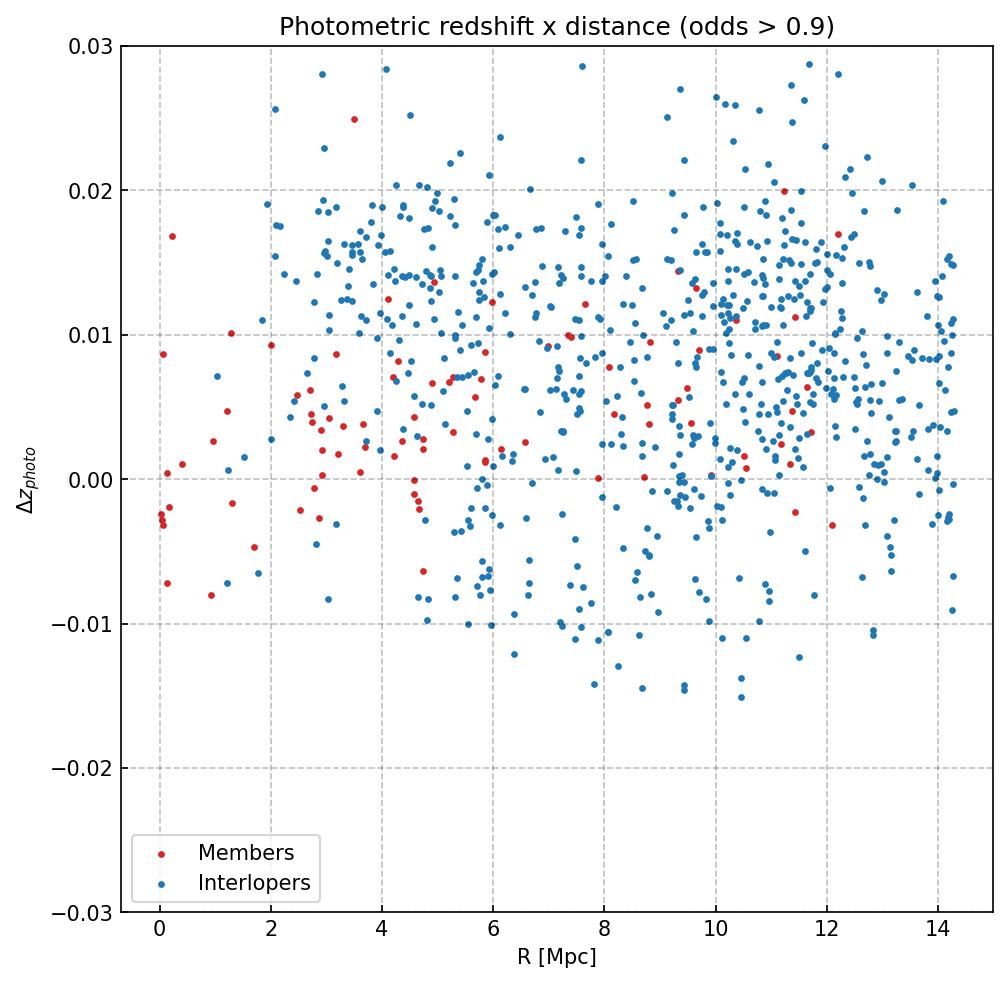 Photometric redshift x distance (odds > 0.9)
0.03
0.02
0.01
0.00
−0.01
−0.02
−0.03
Δz_photo
Members
Interlopers
0 2 4 6 8 10 12 14
R [Mpc]